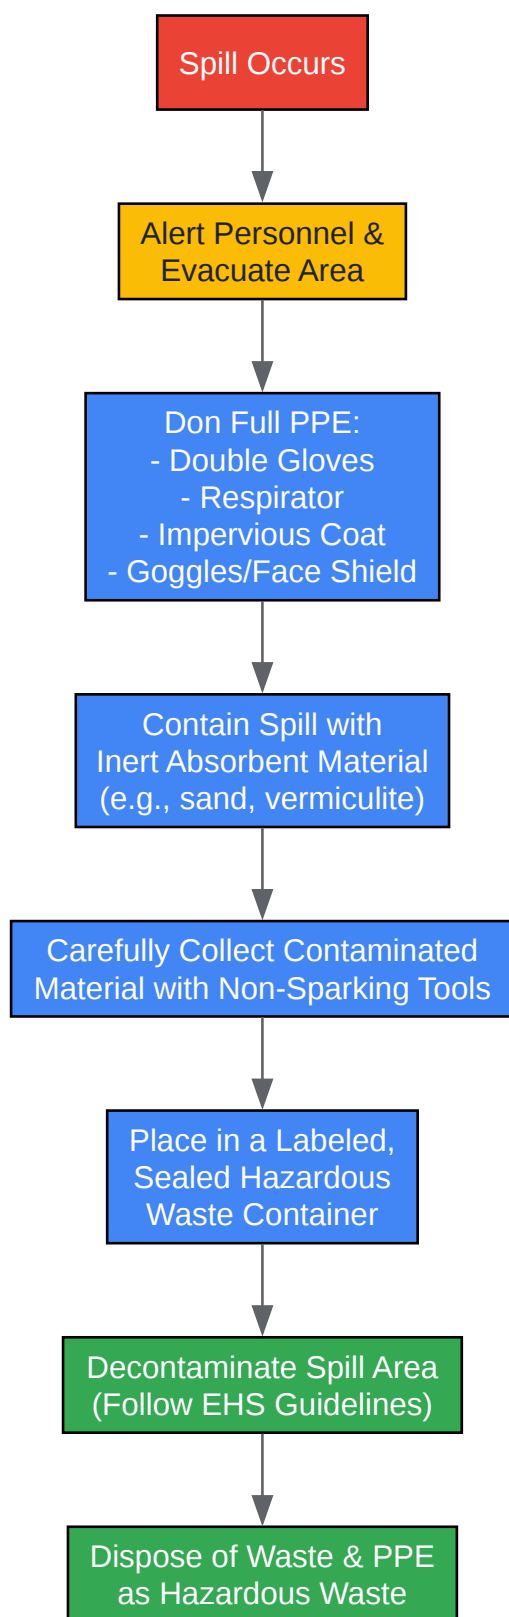 Spill Occurs
Alert Personnel &
Evacuate Area
Don Full PPE:
- Double Gloves
- Respirator
- Impervious Coat
- Goggles/Face Shield
Contain Spill with
Inert Absorbent Material
(e.g., sand, vermiculite)
Carefully Collect Contaminated
Material with Non-Sparking Tools
Place in a Labeled,
Sealed Hazardous
Waste Container
Decontaminate Spill Area
(Follow EHS Guidelines)
Dispose of Waste & PPE
as Hazardous Waste